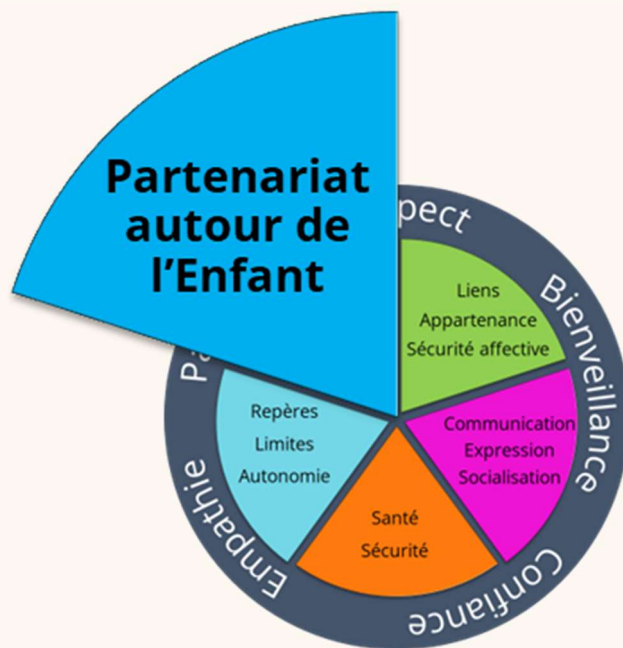 Partenariat
autour de
l'Enfant
pect
Bienveillance
Confiance
Empathie
Liens
Appartenance
Sécurité affective
Communication
Expression
Socialisation
Santé
Sécurité
Repères
Limites
Autonomie